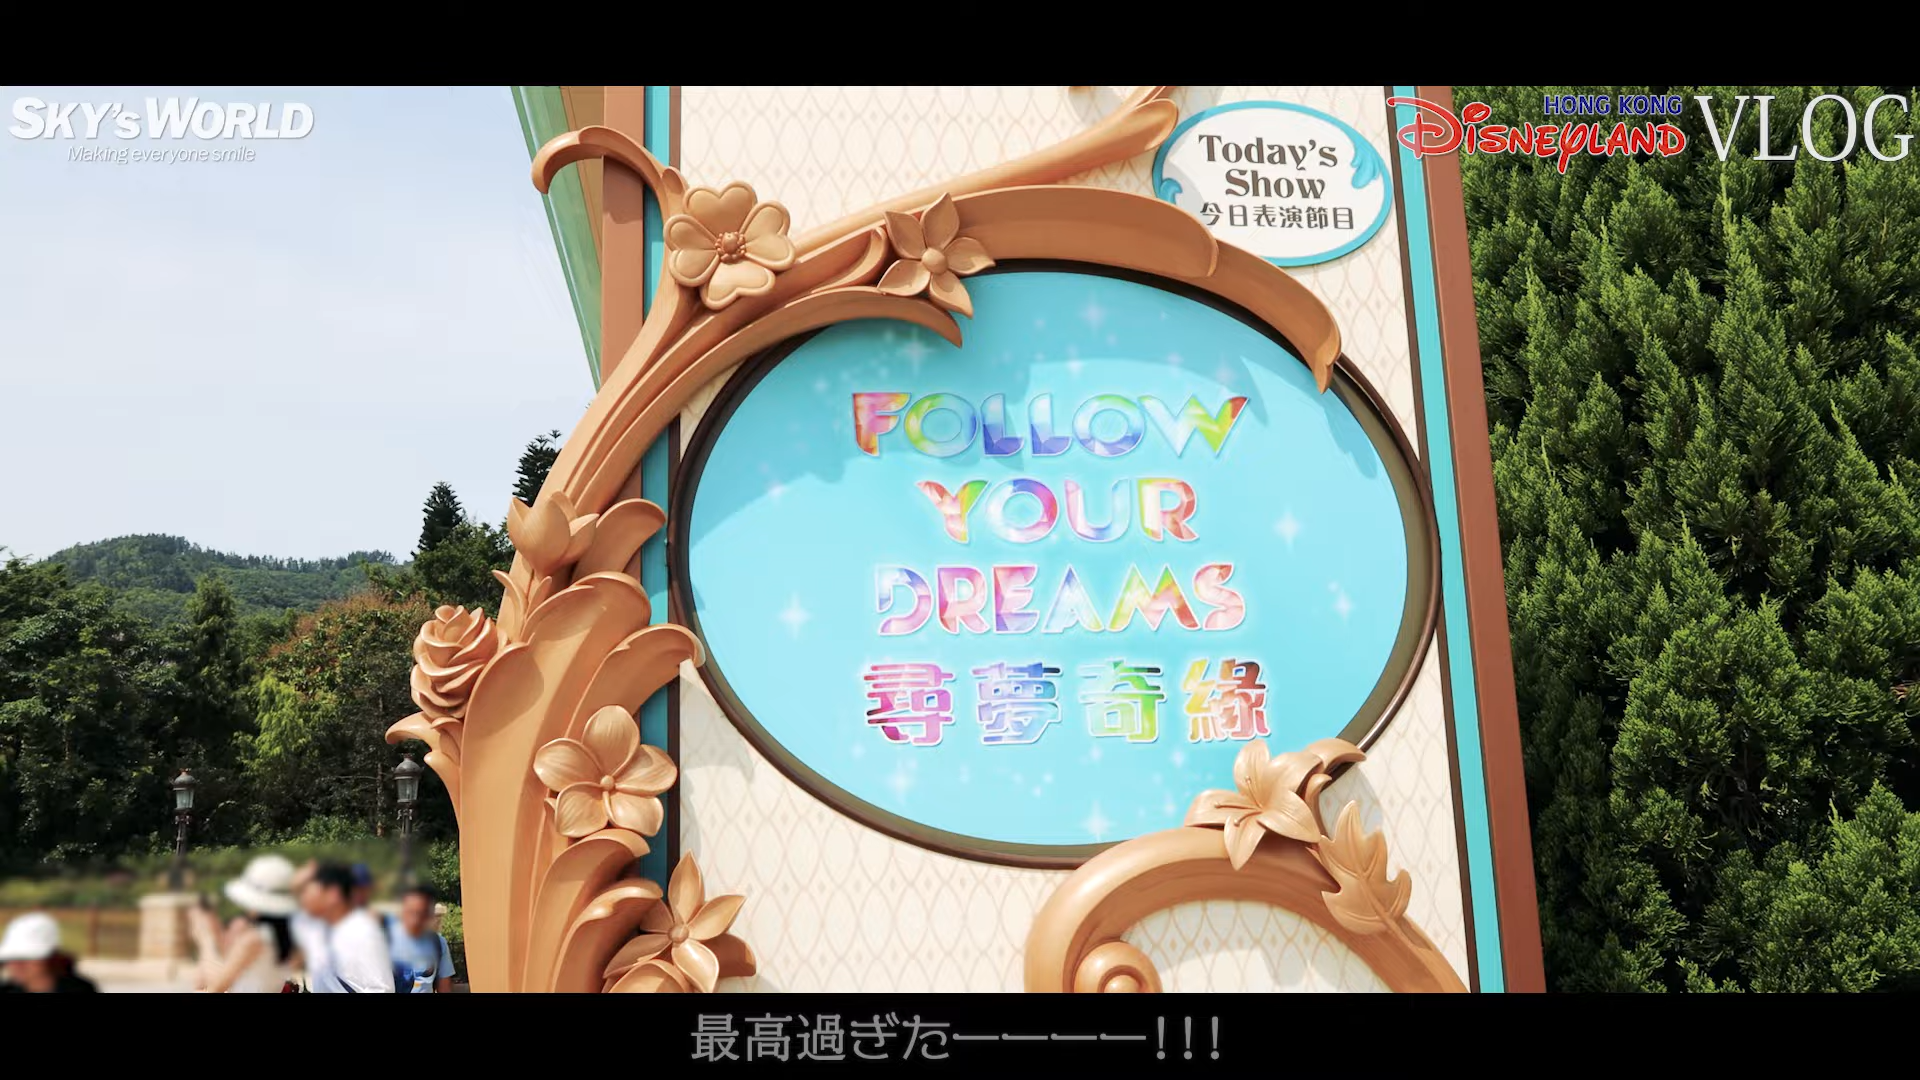 SKY'S WORLD
Making everyone smile
HONG KONG
DISNEYLAND VLOG
Today's
Show
今日表演節目
FOLLOW
YOUR
DREAMS
尋夢奇緣
最高過ぎたーーーー!!!